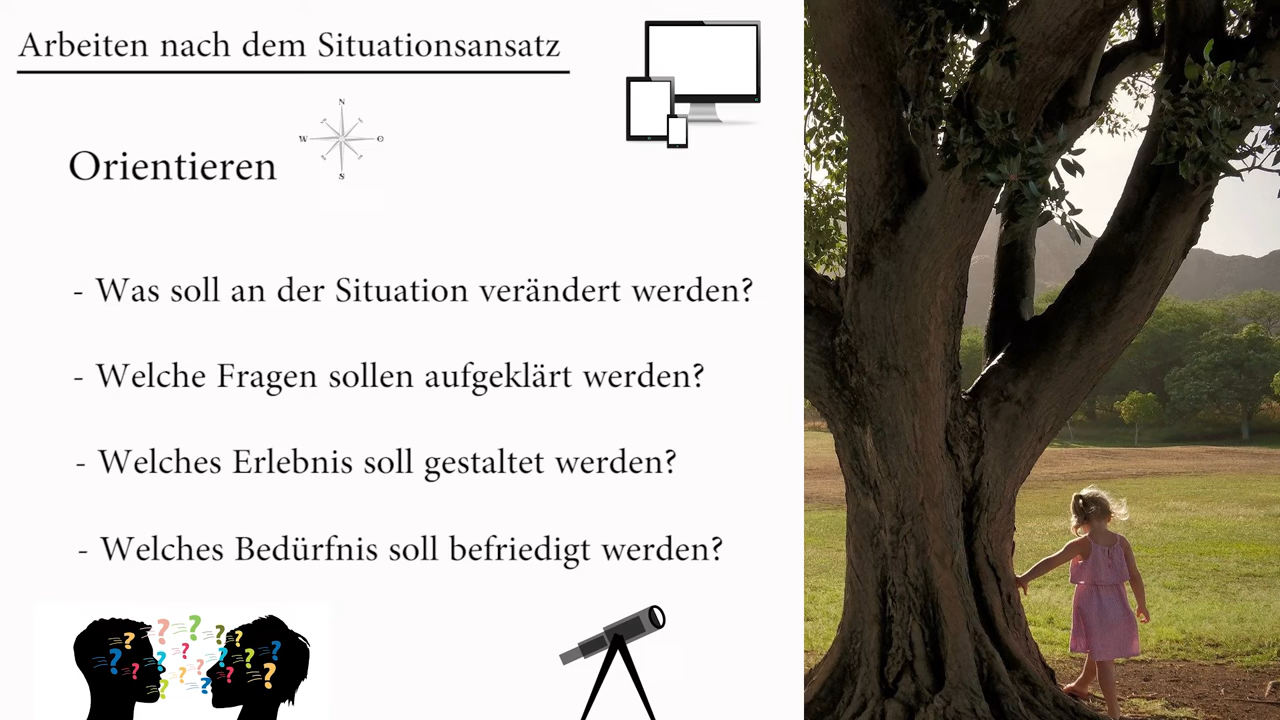 Arbeiten nach dem Situationsansatz
N
W O
S
Orientieren
- Was soll an der Situation verändert werden?
- Welche Fragen sollen aufgeklärt werden?
- Welches Erlebnis soll gestaltet werden?
- Welches Bedürfnis soll befriedigt werden?
? ? ? ? ? ? ? ? ? ? ? ? ? ? ? ? ? ?